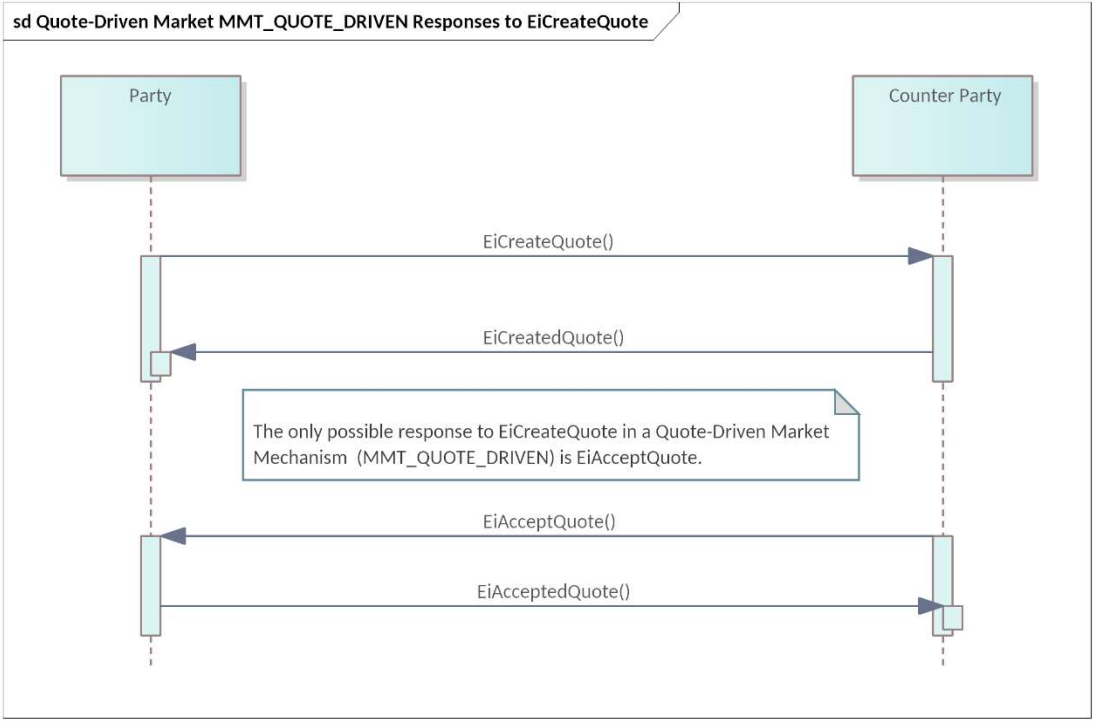 sd Quote-Driven Market MMT_QUOTE_DRIVEN Responses to EiCreateQuote
Party
Counter Party
EiCreateQuote()
EiCreatedQuote()
The only possible response to EiCreateQuote in a Quote-Driven Market
Mechanism (MMT_QUOTE_DRIVEN) is EiAcceptQuote.
EiAcceptQuote()
EiAcceptedQuote()